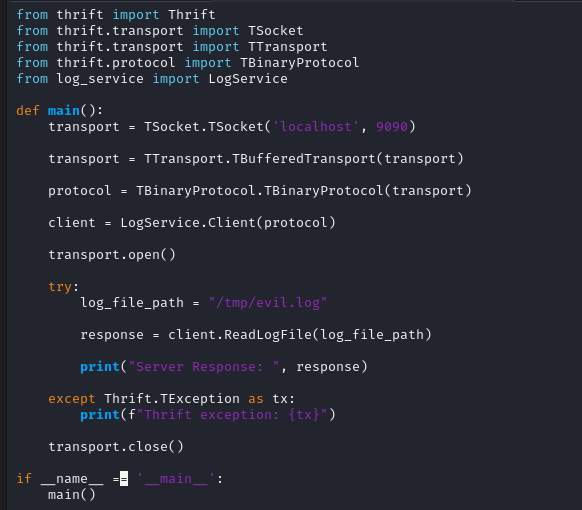 from thrift import Thrift
from thrift.transport import TSocket
from thrift.transport import TTransport
from thrift.protocol import TBinaryProtocol
from log_service import LogService

def main():
    transport = TSocket.TSocket('localhost', 9090)

    transport = TTransport.TBufferedTransport(transport)

    protocol = TBinaryProtocol.TBinaryProtocol(transport)

    client = LogService.Client(protocol)

    transport.open()

    try:
        log_file_path = "/tmp/evil.log"

        response = client.ReadLogFile(log_file_path)

        print("Server Response: ", response)

    except Thrift.TException as tx:
        print(f"Thrift exception: {tx}")

    transport.close()

if __name__ == '__main__':
    main()